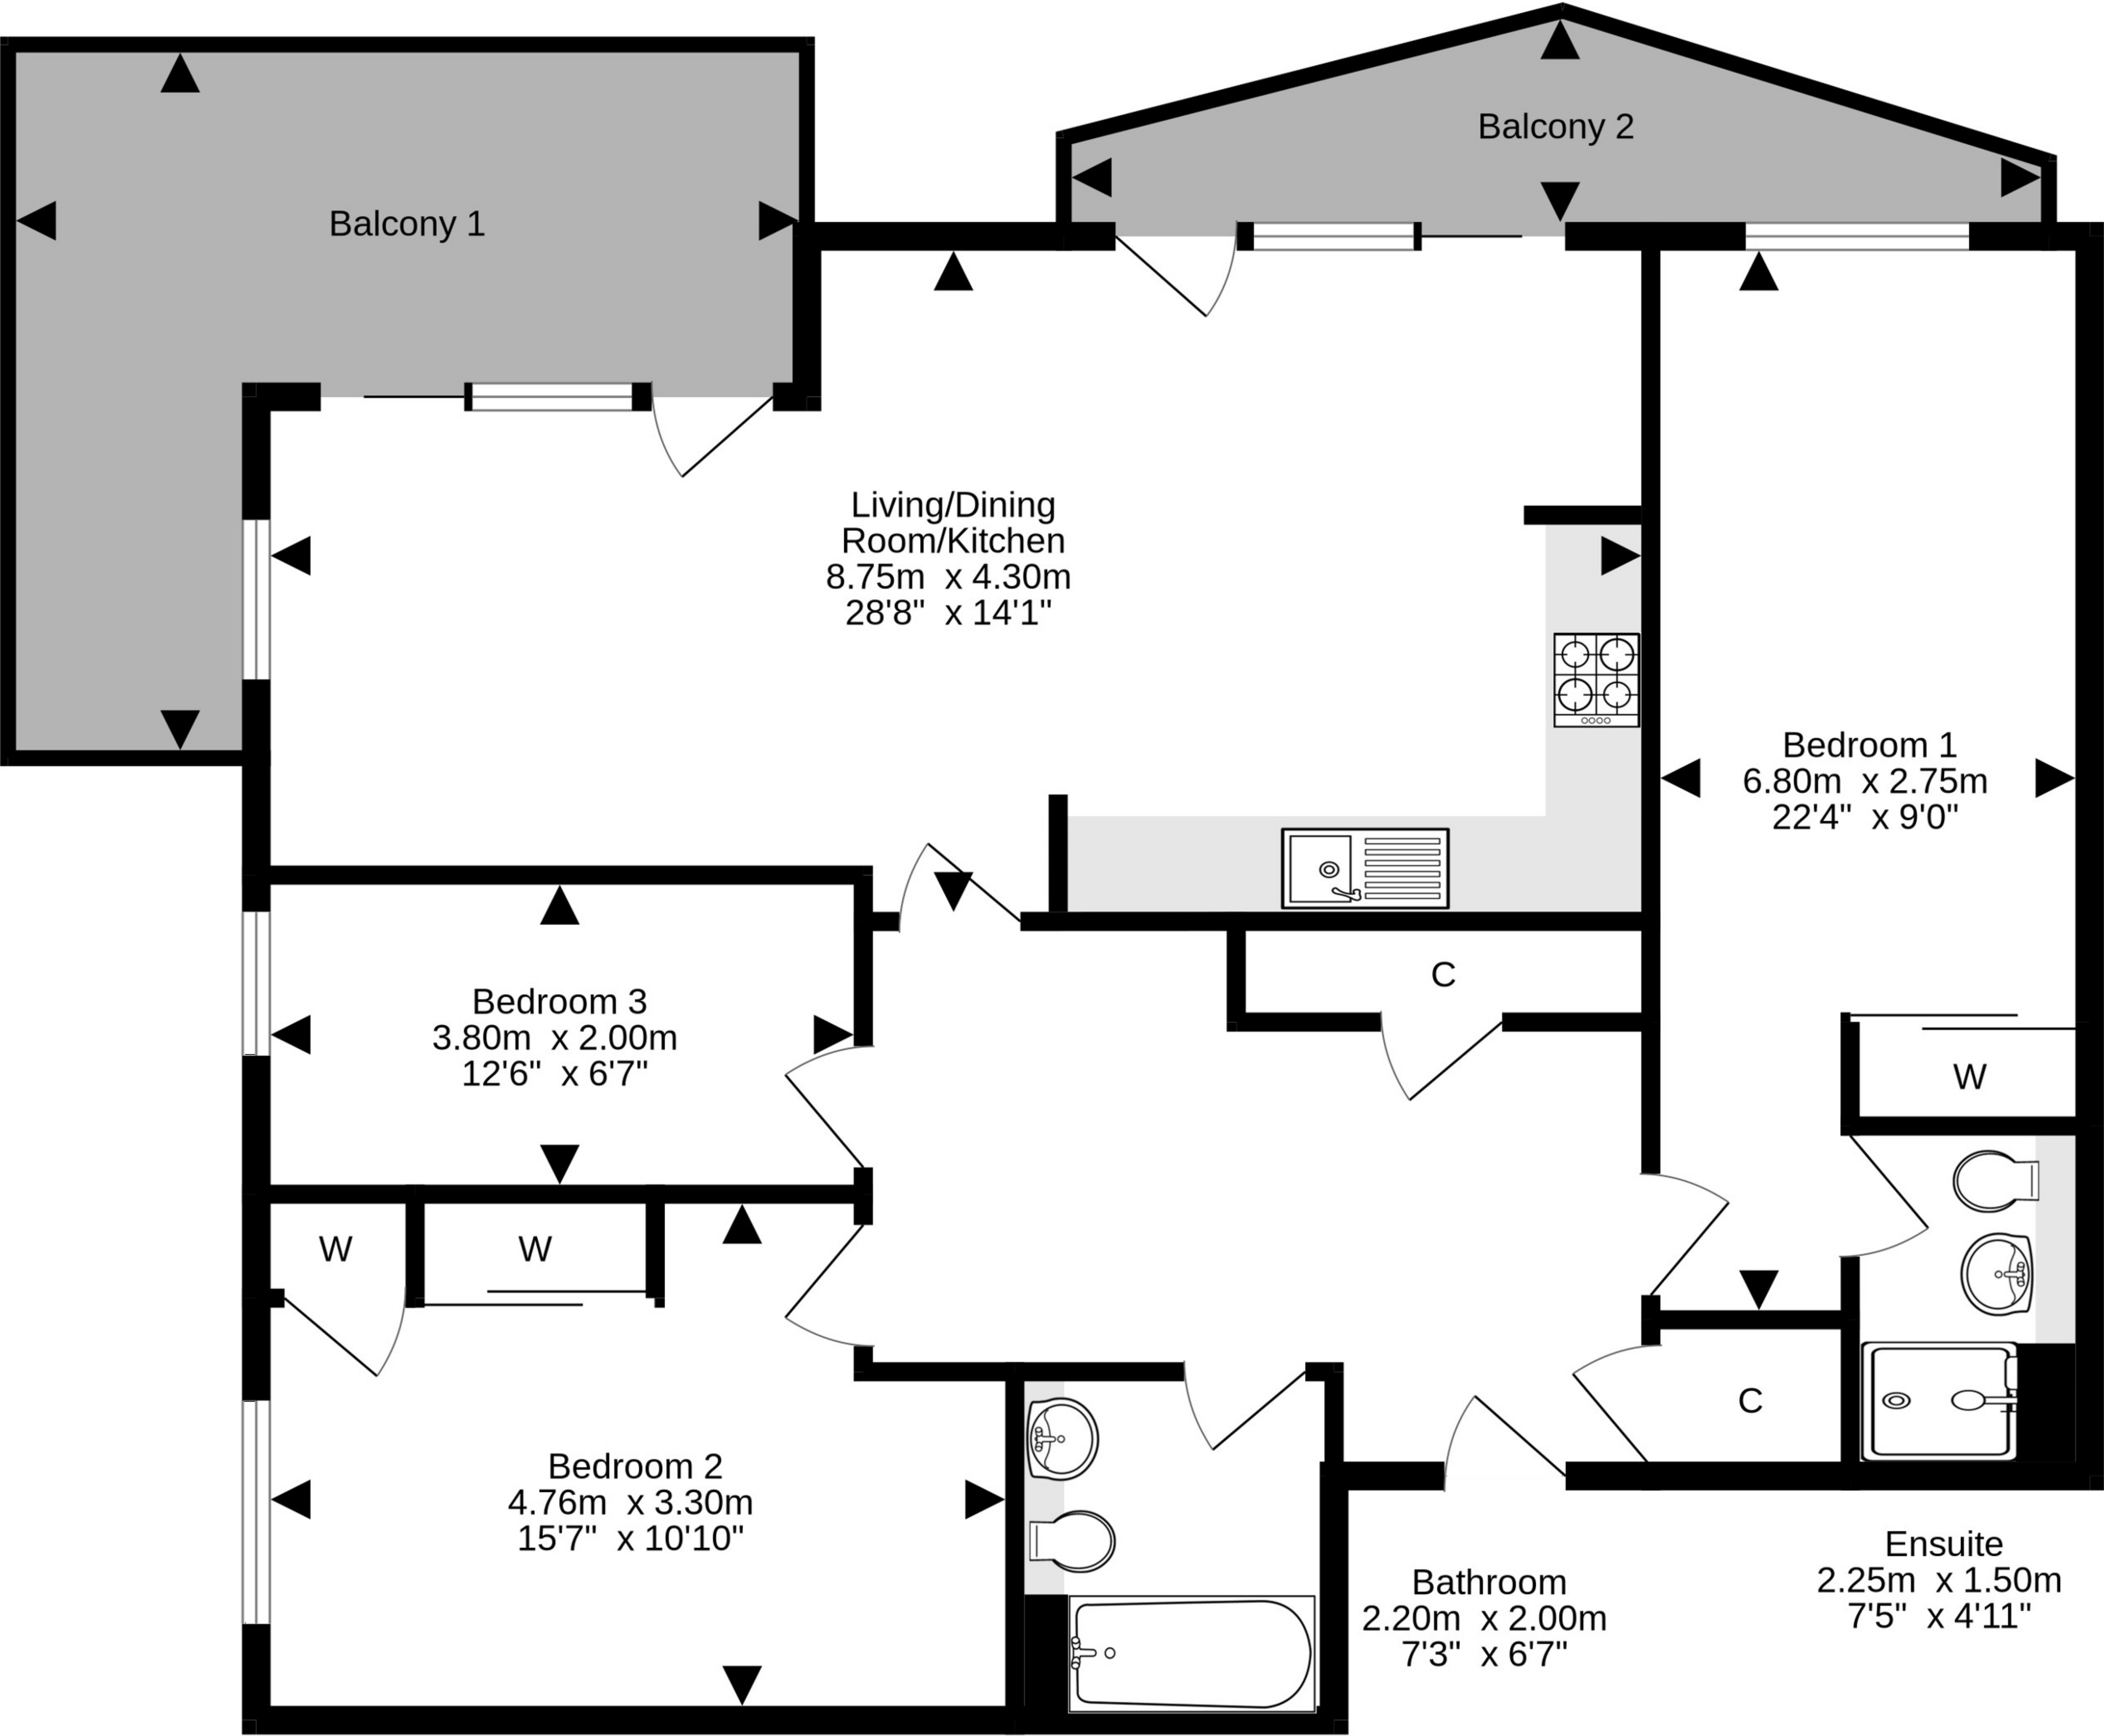 Balcony 2
Balcony 1
Living/Dining
Room/Kitchen
8.75m x 4.30m
28'8" x 14'1"
Bedroom 1
6.80m x 2.75m
22'4" x 9'0"
C
Bedroom 3
3.80m x 2.00m
12'6" x 6'7"
W
W
W
C
Bedroom 2
4.76m x 3.30m
15'7" x 10'10"
Bathroom
2.20m x 2.00m
7'3" x 6'7"
Ensuite
2.25m x 1.50m
7'5" x 4'11"